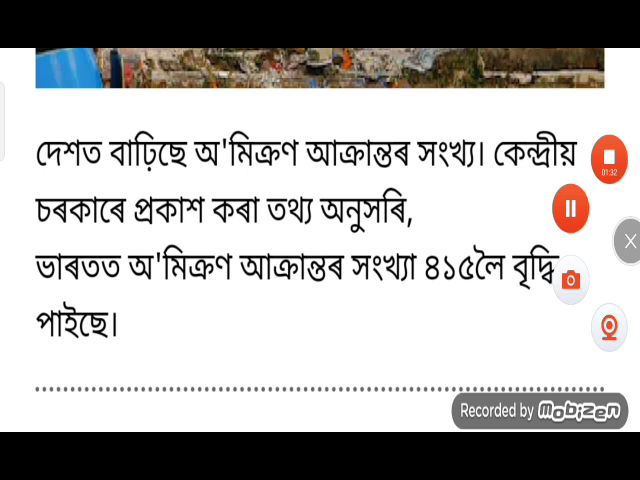 দেশত বাঢ়িছে অ'মিক্ৰণ আক্ৰান্তৰ সংখ্য। কেন্দ্ৰীয়
চৰকাৰে প্ৰকাশ কৰা তথ্য অনুসৰি,
ভাৰতত অ'মিক্ৰণ আক্ৰান্তৰ সংখ্যা ৪১৫লৈ বৃদ্ধি
পাইছে।
01:32
Recorded by Mobizen